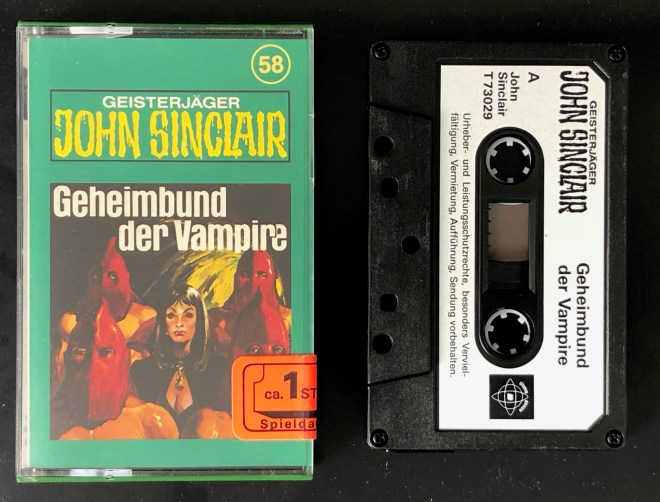 58
GEISTERJÄGER
JOHN SINCLAIR
Geheimbund
der Vampire
ca. 1 ST
Spielda
GEISTERJÄGER
JOHN SINCLAIR
Geheimbund
der Vampire
A
John
Sinclair
T 73029
Urheber- und Leistungsschutzrechte, besonders Verviel-
fältigung, Vermietung, Aufführung, Sendung vorbehalten.